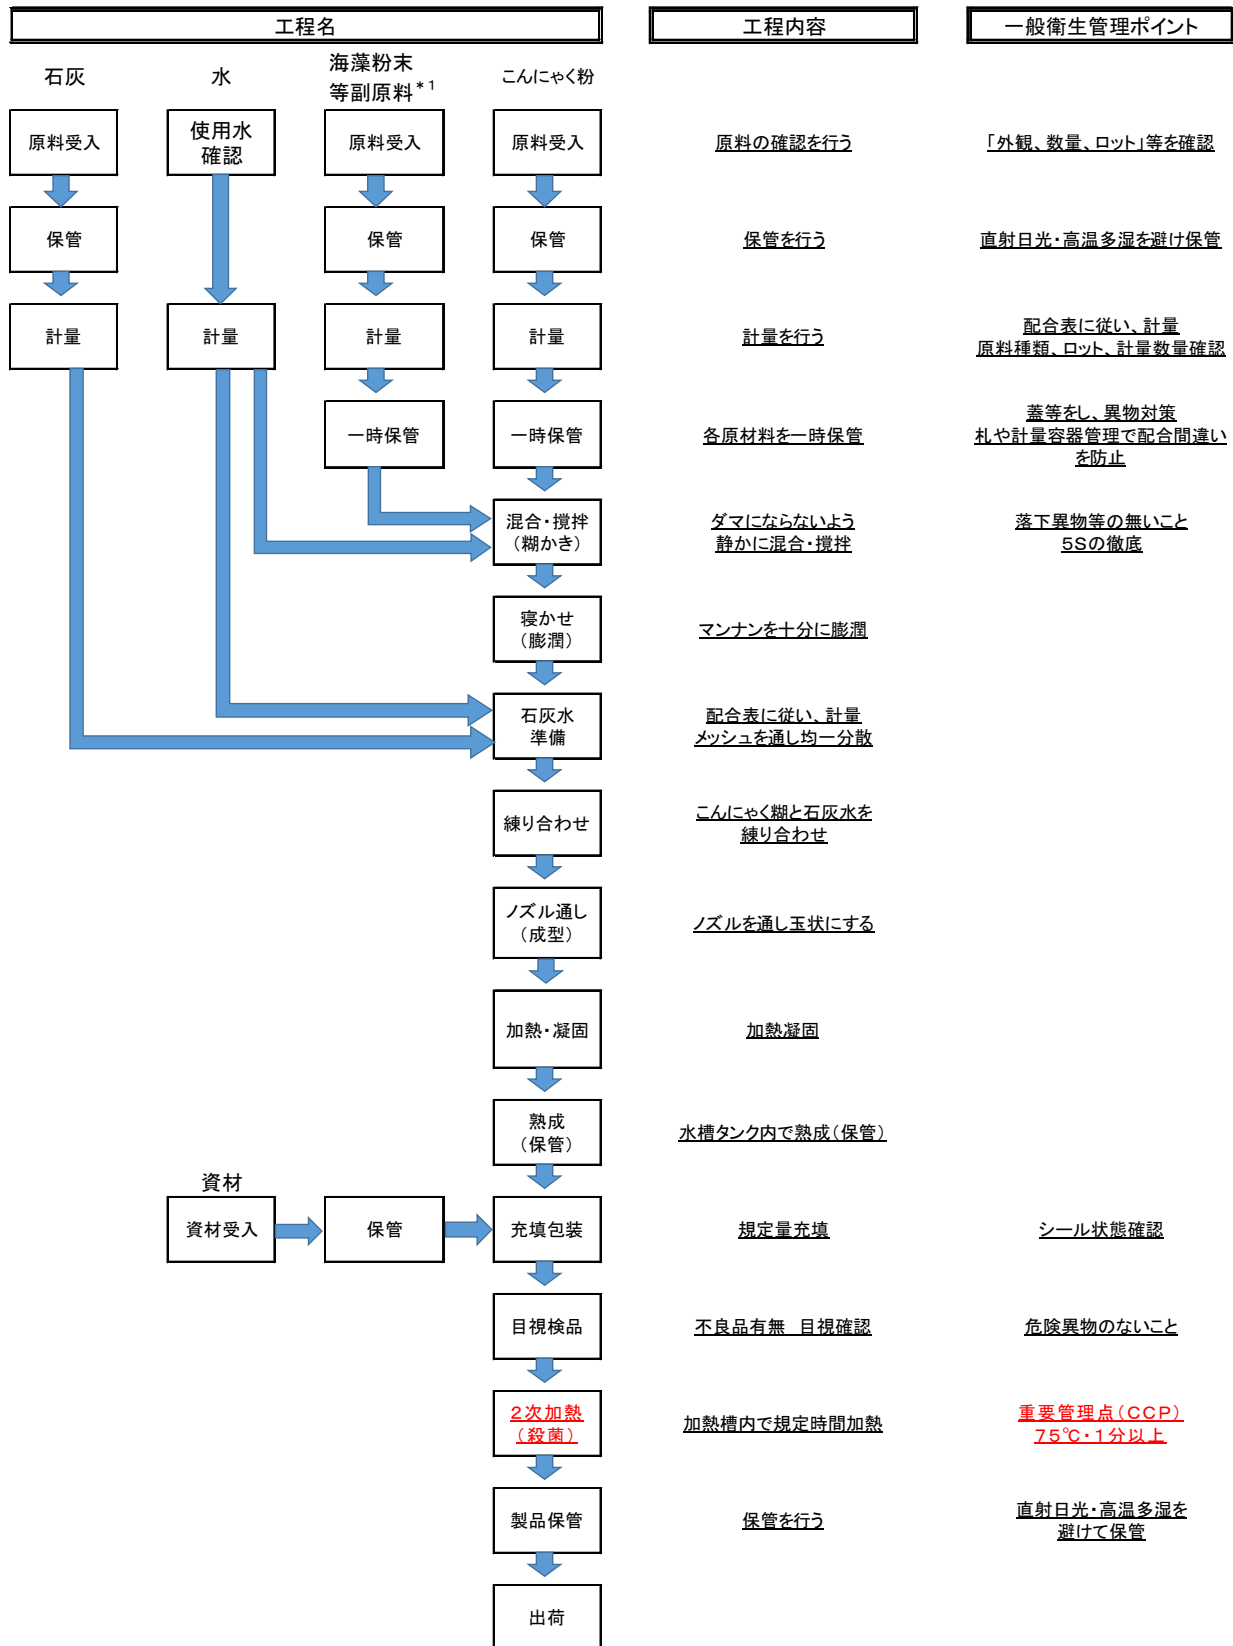 工程名
工程内容
一般衛生管理ポイント
石灰
水
海藻粉末
等副原料*1
こんにゃく粉
原料受入
使用水
確認
原料受入
原料受入
原料の確認を行う
「外観、数量、ロット」等を確認
保管
保管
保管
保管を行う
直射日光・高温多湿を避け保管
計量
計量
計量
計量
計量を行う
配合表に従い、計量
原料種類、ロット、計量数量確認
一時保管
一時保管
各原材料を一時保管
蓋等をし、異物対策
札や計量容器管理で配合間違い
を防止
混合・撹拌
（糊かき）
ダマにならないよう
静かに混合・撹拌
落下異物等の無いこと
５Sの徹底
寝かせ
（膨潤）
マンナンを十分に膨潤
石灰水
準備
配合表に従い、計量
メッシュを通し均一分散
練り合わせ
こんにゃく糊と石灰水を
練り合わせ
ノズル通し
（成型）
ノズルを通し玉状にする
加熱・凝固
加熱凝固
熟成
（保管）
水槽タンク内で熟成（保管）
資材
資材受入
保管
充填包装
規定量充填
シール状態確認
目視検品
不良品有無　目視確認
危険異物のないこと
２次加熱
（殺菌）
加熱槽内で規定時間加熱
重要管理点（CCP）
７５℃・１分以上
製品保管
保管を行う
直射日光・高温多湿を
避けて保管
出荷